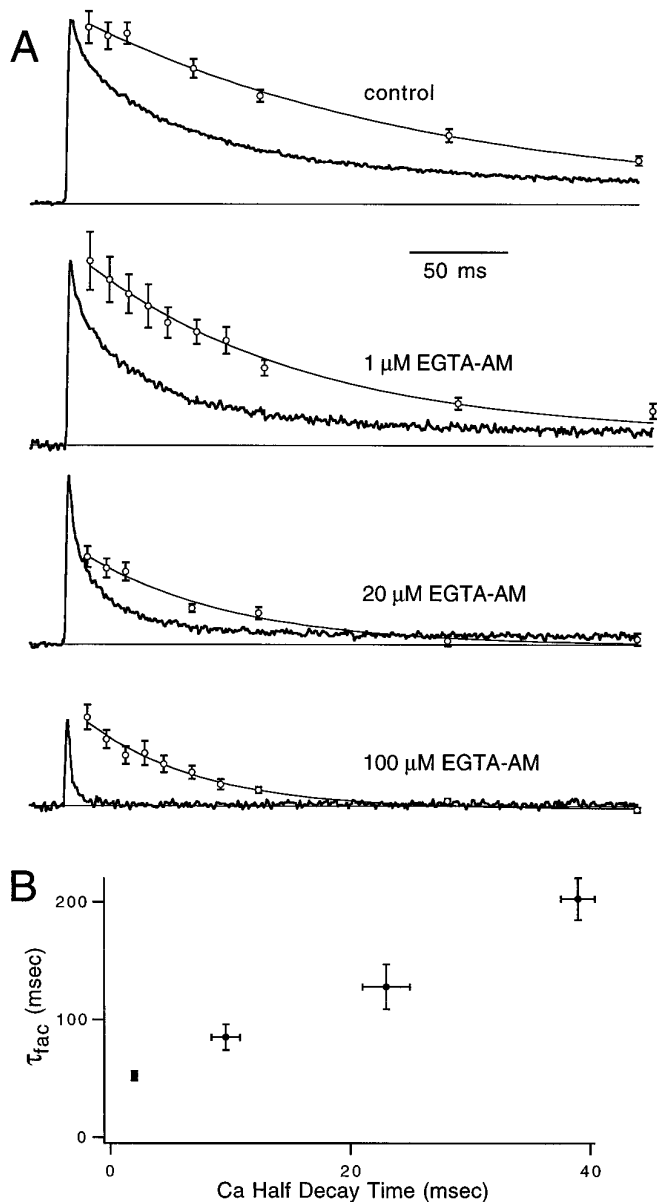 A
control
50 ms
1 μM EGTA-AM
20 μM EGTA-AM
100 μM EGTA-AM
B
τfac (msec)
200
100
0
0
20
40
Ca Half Decay Time (msec)